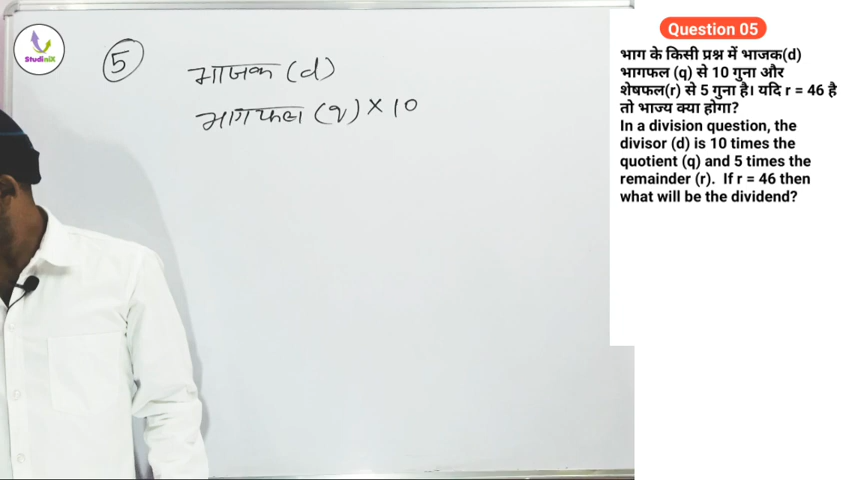 StudiniX
5
भाजक (d)
भागफल (q) × 10
Question 05
भाग के किसी प्रश्न में भाजक(d)
भागफल (q) से 10 गुना और
शेषफल(r) से 5 गुना है। यदि r = 46 है
तो भाज्य क्या होगा?
In a division question, the
divisor (d) is 10 times the
quotient (q) and 5 times the
remainder (r). If r = 46 then
what will be the dividend?